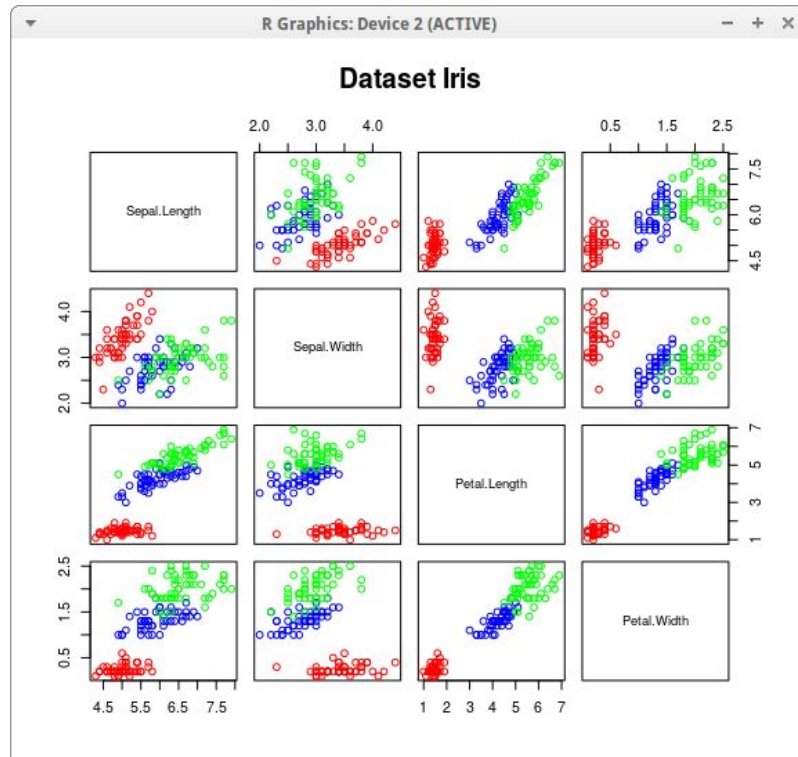 R Graphics: Device 2 (ACTIVE)
Dataset Iris
2.0 3.0 4.0
0.5 1.5 2.5
Sepal.Length
4.5 6.0 7.5
2.0 3.0 4.0
Sepal.Width
Petal.Length
1 3 5 7
0.5 1.5 2.5
Petal.Width
4.5 5.5 6.5 7.5
1 2 3 4 5 6 7